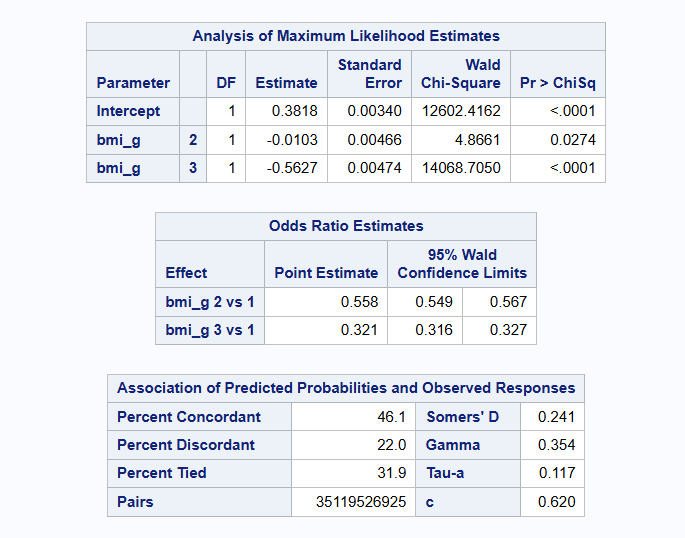 Analysis of Maximum Likelihood Estimates
Parameter DF Estimate Standard Error Wald Chi-Square Pr > ChiSq
Intercept 1 0.3818 0.00340 12602.4162 <.0001
bmi_g 2 1 -0.0103 0.00466 4.8661 0.0274
bmi_g 3 1 -0.5627 0.00474 14068.7050 <.0001
Odds Ratio Estimates
Effect Point Estimate 95% Wald Confidence Limits
bmi_g 2 vs 1 0.558 0.549 0.567
bmi_g 3 vs 1 0.321 0.316 0.327
Association of Predicted Probabilities and Observed Responses
Percent Concordant 46.1 Somers' D 0.241
Percent Discordant 22.0 Gamma 0.354
Percent Tied 31.9 Tau-a 0.117
Pairs 35119526925 c 0.620